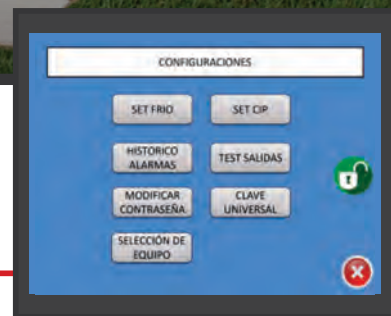 CONFIGURACIONES
SET FRIO
SET CIP
HISTORICO
ALARMAS
TEST SALIDAS
MODIFICAR
CONTRASEÑA
CLAVE
UNIVERSAL
SELECCIÓN DE
EQUIPO